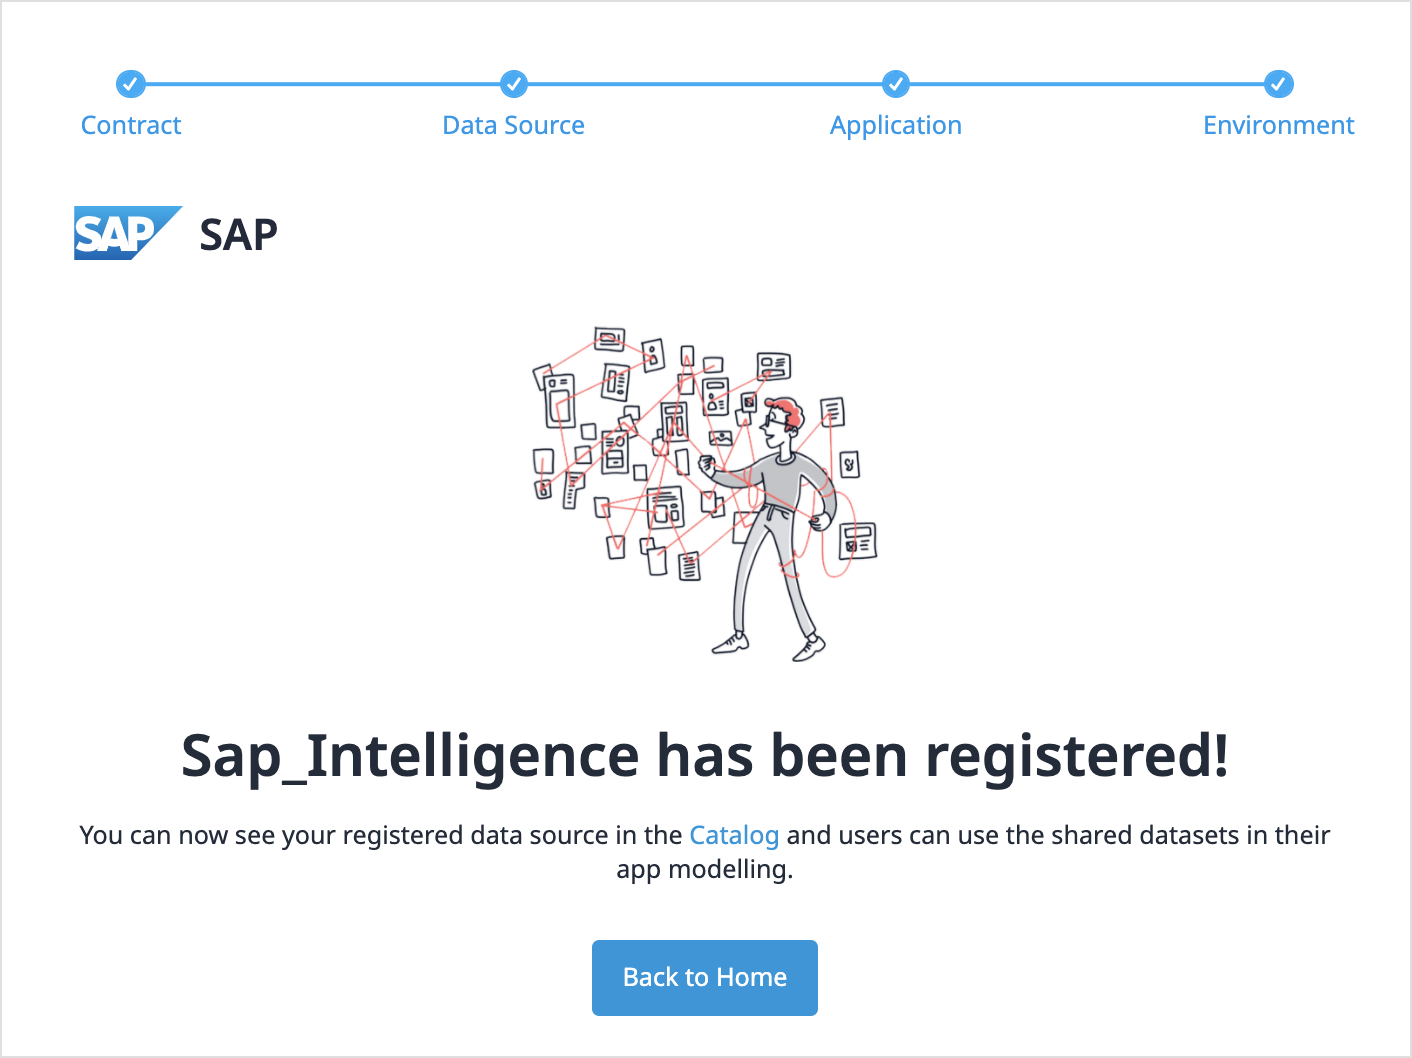 Contract
Data Source
Application
Environment
SAP SAP
Sap_Intelligence has been registered!
You can now see your registered data source in the Catalog and users can use the shared datasets in their
app modelling.
Back to Home